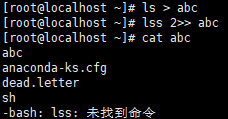 [root@localhost ~]# ls > abc
[root@localhost ~]# lss 2>> abc
[root@localhost ~]# cat abc
abc
anaconda-ks.cfg
dead.letter
sh
-bash: lss: 未找到命令